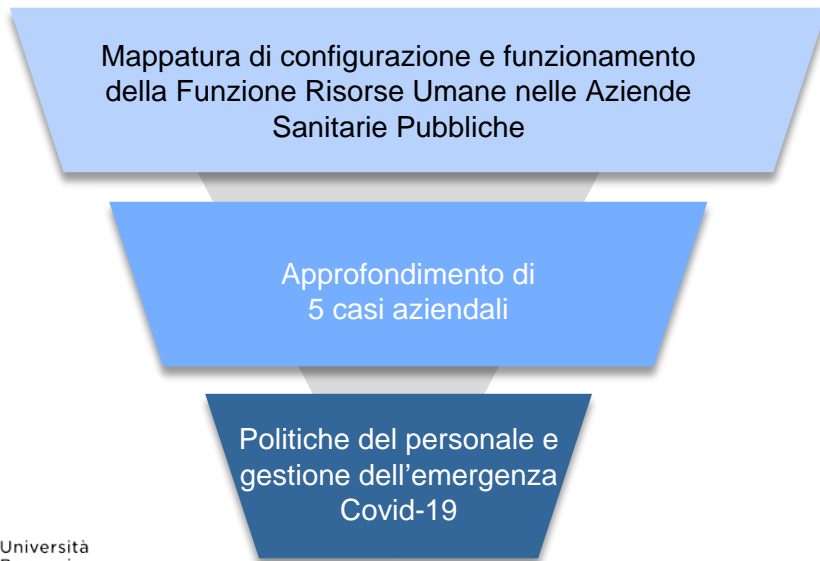 Mappatura di configurazione e funzionamento
della Funzione Risorse Umane nelle Aziende
Sanitarie Pubbliche
Approfondimento di
5 casi aziendali
Politiche del personale e
gestione dell’emergenza
Covid-19
Università